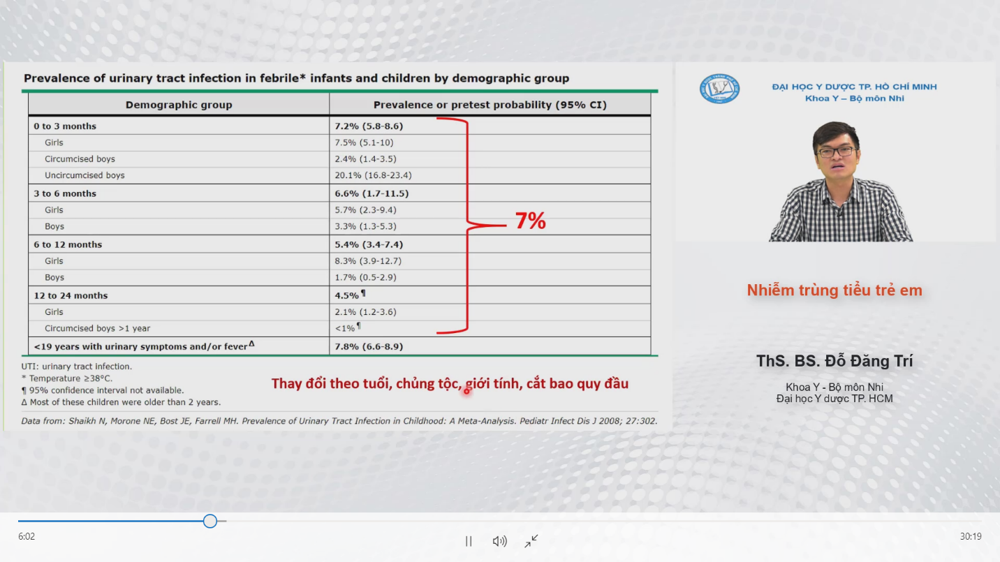 Prevalence of urinary tract infection in febrile* infants and children by demographic group
Demographic group Prevalence or pretest probability (95% CI)
0 to 3 months 7.2% (5.8-8.6)
Girls 7.5% (5.1-10)
Circumcised boys 2.4% (1.4-3.5)
Uncircumcised boys 20.1% (16.8-23.4)
3 to 6 months 6.6% (1.7-11.5)
Girls 5.7% (2.3-9.4)
Boys 3.3% (1.3-5.3)
6 to 12 months 5.4% (3.4-7.4)
Girls 8.3% (3.9-12.7)
Boys 1.7% (0.5-2.9)
12 to 24 months 4.5%¶
Girls 2.1% (1.2-3.6)
Circumcised boys >1 year <1%¶
<19 years with urinary symptoms and/or fever Δ 7.8% (6.6-8.9)
7%
UTI: urinary tract infection.
* Temperature ≥38°C.
¶ 95% confidence interval not available.
Δ Most of these children were older than 2 years.
Thay đổi theo tuổi, chủng tộc, giới tính, cắt bao quy đầu
Data from: Shaikh N, Morone NE, Bost JE, Farrell MH. Prevalence of Urinary Tract Infection in Childhood: A Meta-Analysis. Pediatr Infect Dis J 2008; 27:302.
ĐẠI HỌC Y DƯỢC TP. HỒ CHÍ MINH
Khoa Y – Bộ môn Nhi
Nhiễm trùng tiểu trẻ em
ThS. BS. Đỗ Đăng Trí
Khoa Y - Bộ môn Nhi
Đại học Y dược TP. HCM
6:02
30:19